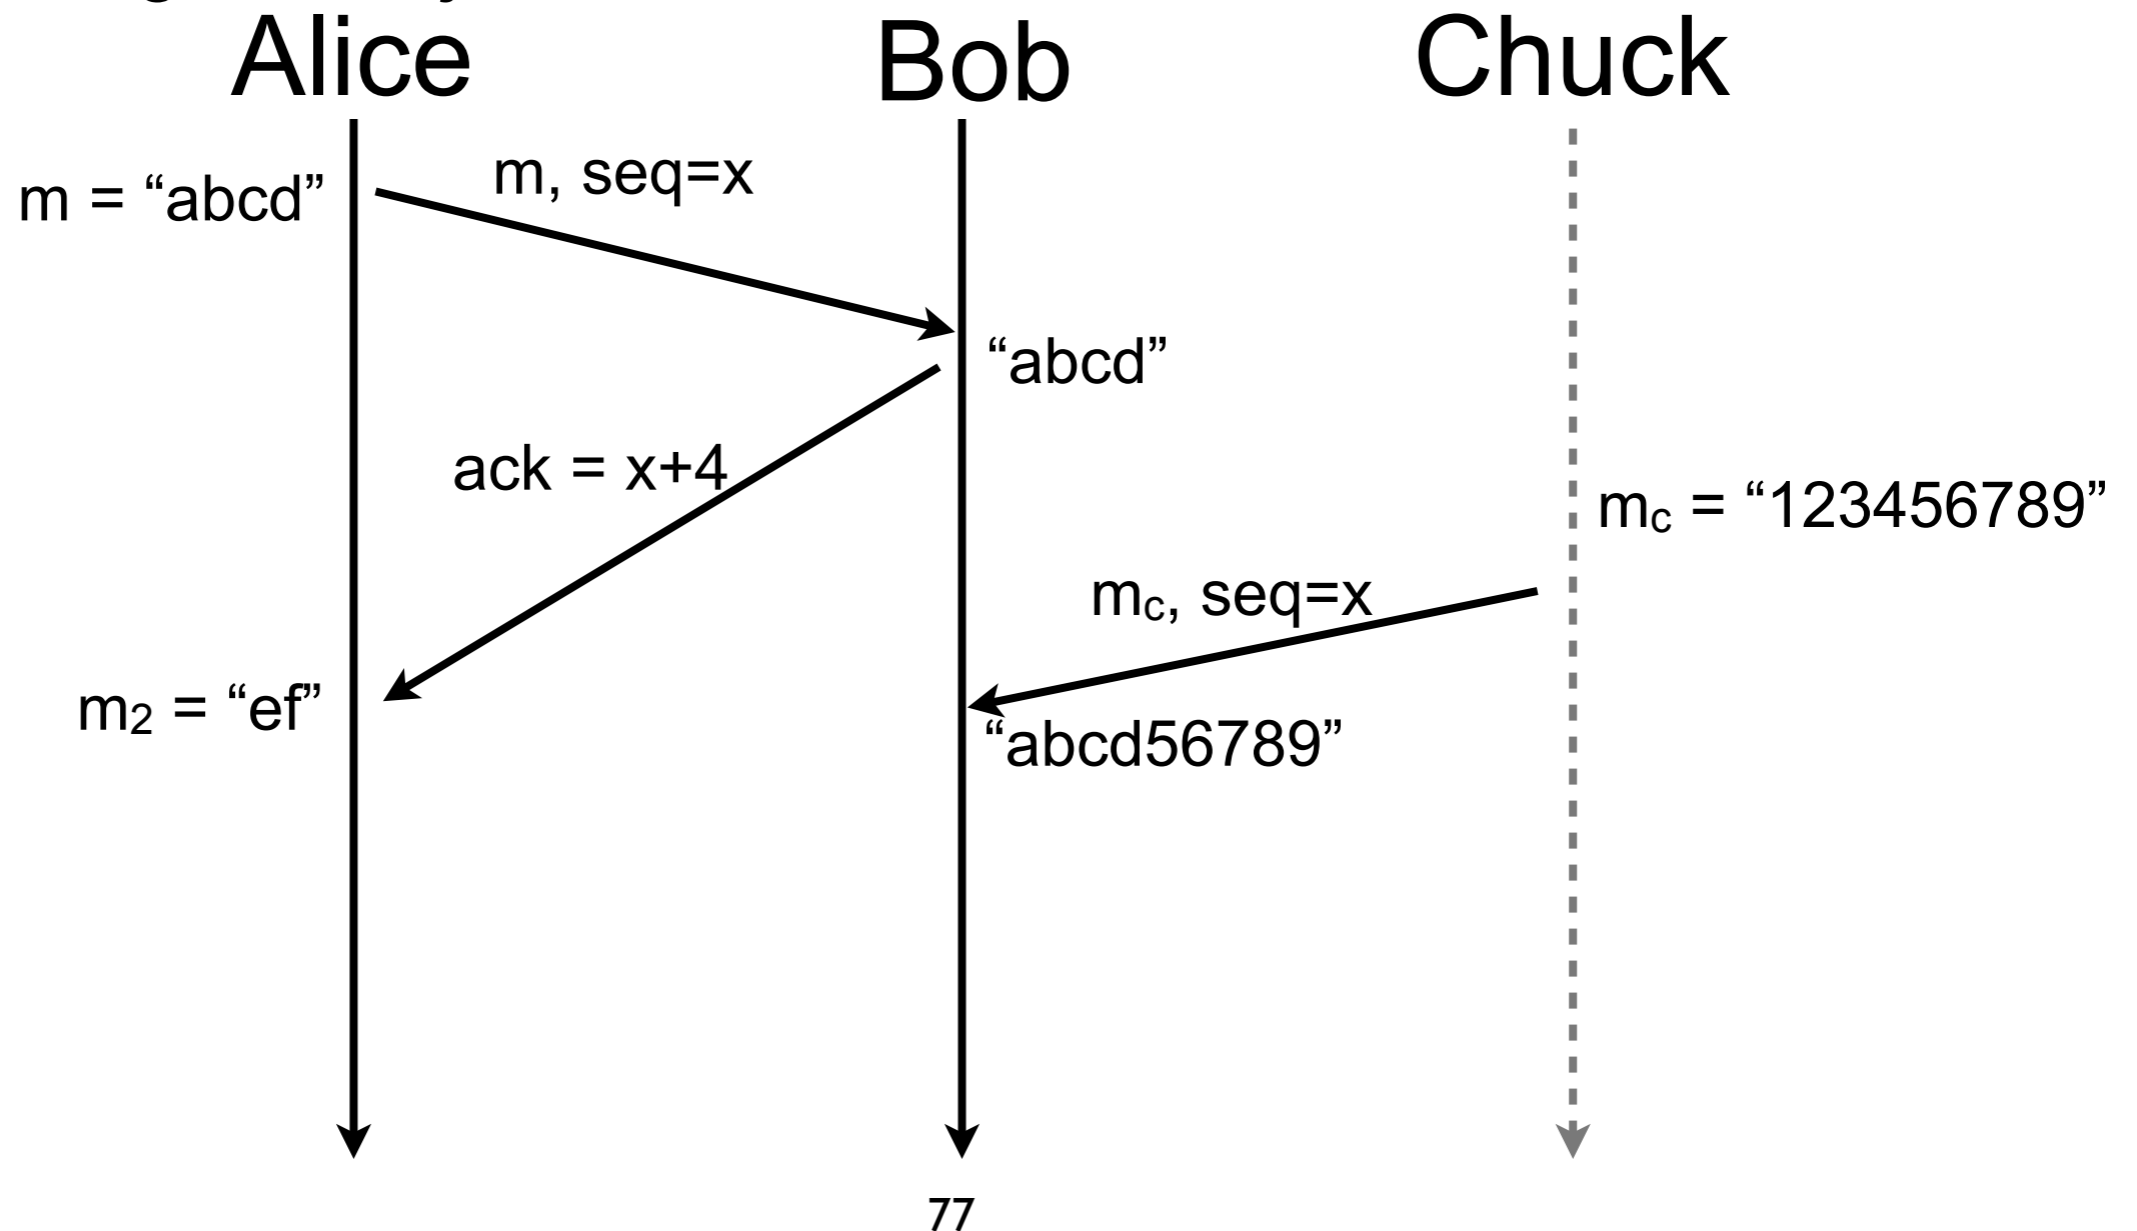 Alice Bob Chuck
m = “abcd”
m, seq=x
“abcd”
ack = x+4
mc = “123456789”
mc, seq=x
m2 = “ef”
“abcd56789”
77